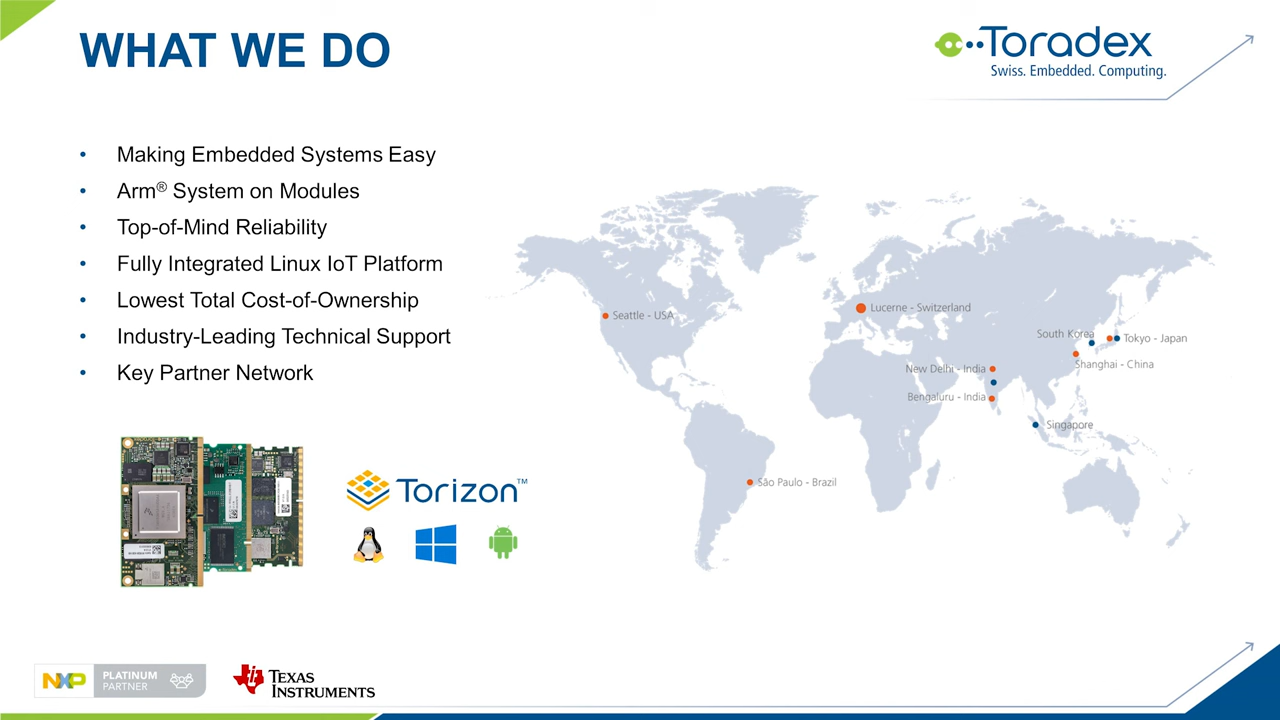 WHAT WE DO
Toradex
Swiss. Embedded. Computing.
• Making Embedded Systems Easy
• Arm® System on Modules
• Top-of-Mind Reliability
• Fully Integrated Linux IoT Platform
• Lowest Total Cost-of-Ownership
• Industry-Leading Technical Support
• Key Partner Network
Seattle - USA
Lucerne - Switzerland
South Korea
Tokyo - Japan
Shanghai - China
New Delhi - India
Bengaluru - India
Singapore
São Paulo - Brazil
Torizon™
NXP
PLATINUM
PARTNER
TEXAS
INSTRUMENTS